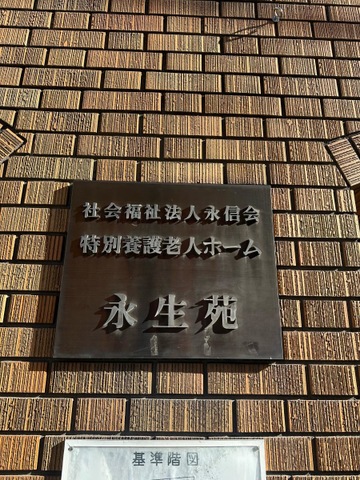 社会福祉法人永信会
特別養護老人ホーム
永生苑
基準階図